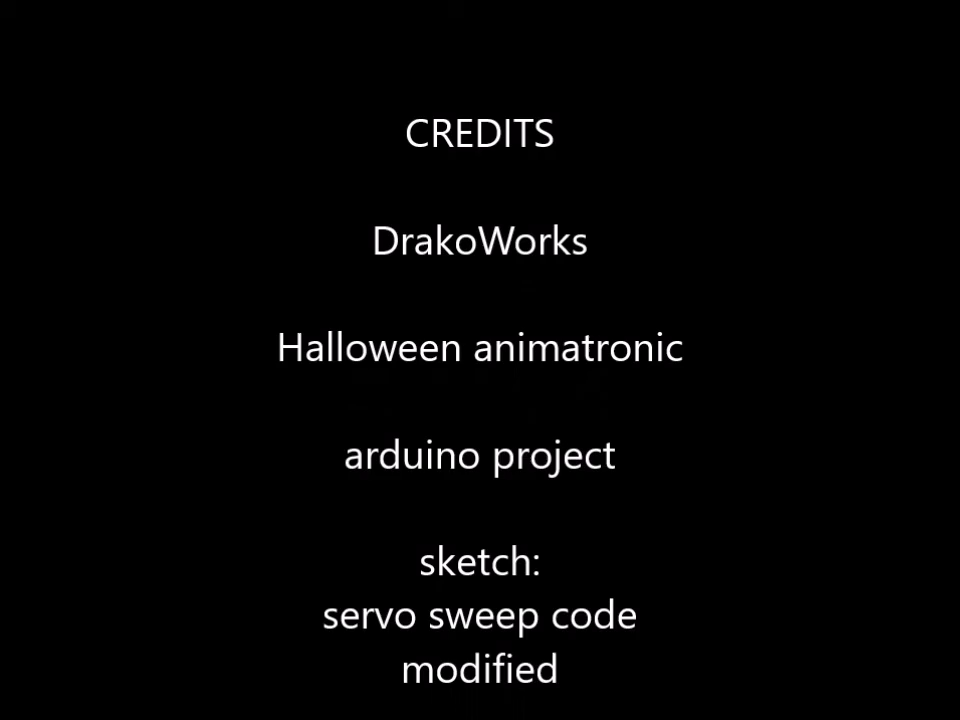 CREDITS
DrakoWorks
Halloween animatronic
arduino project
sketch:
servo sweep code
modified